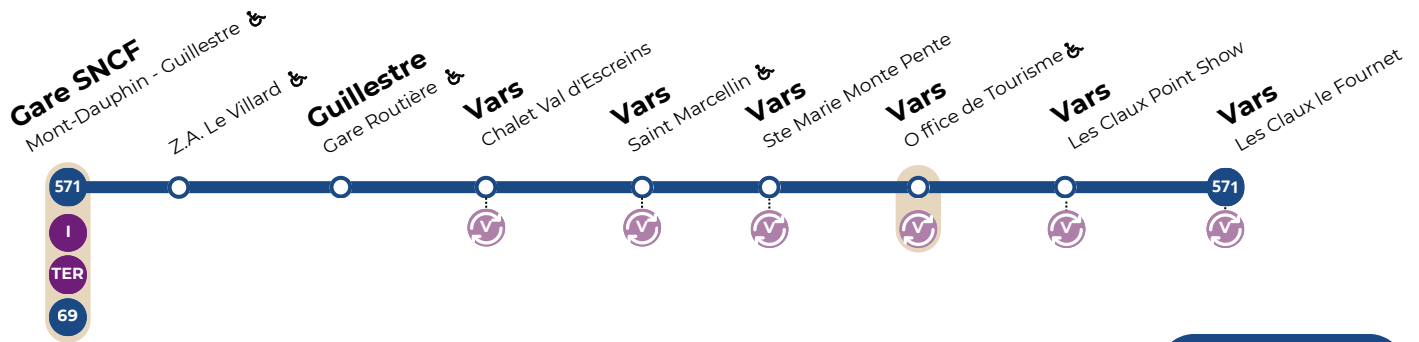 Gare SNCF
Mont-Dauphin - Guillestre
Z.A. Le Villard
Guillestre
Gare Routière
Vars
Chalet Val d'Escreins
Vars
Saint Marcellin
Vars
Ste Marie Monte Pente
Vars
Office de Tourisme
Vars
Les Claux Point Show
Vars
Les Claux le Fournet
571
571
V
V
V
V
V
V
I
TER
69